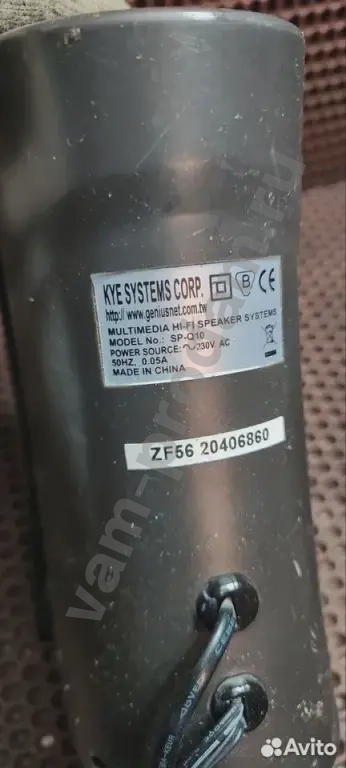 KYE SYSTEMS CORP.
B CE
http://www.geniusnet.com.tw
MULTIMEDIA HI-FI SPEAKER SYSTEMS
MODEL No.: SP-Q10
POWER SOURCE: ~230V AC
50HZ, 0.05A
MADE IN CHINA
ZF56 20406860
Avito